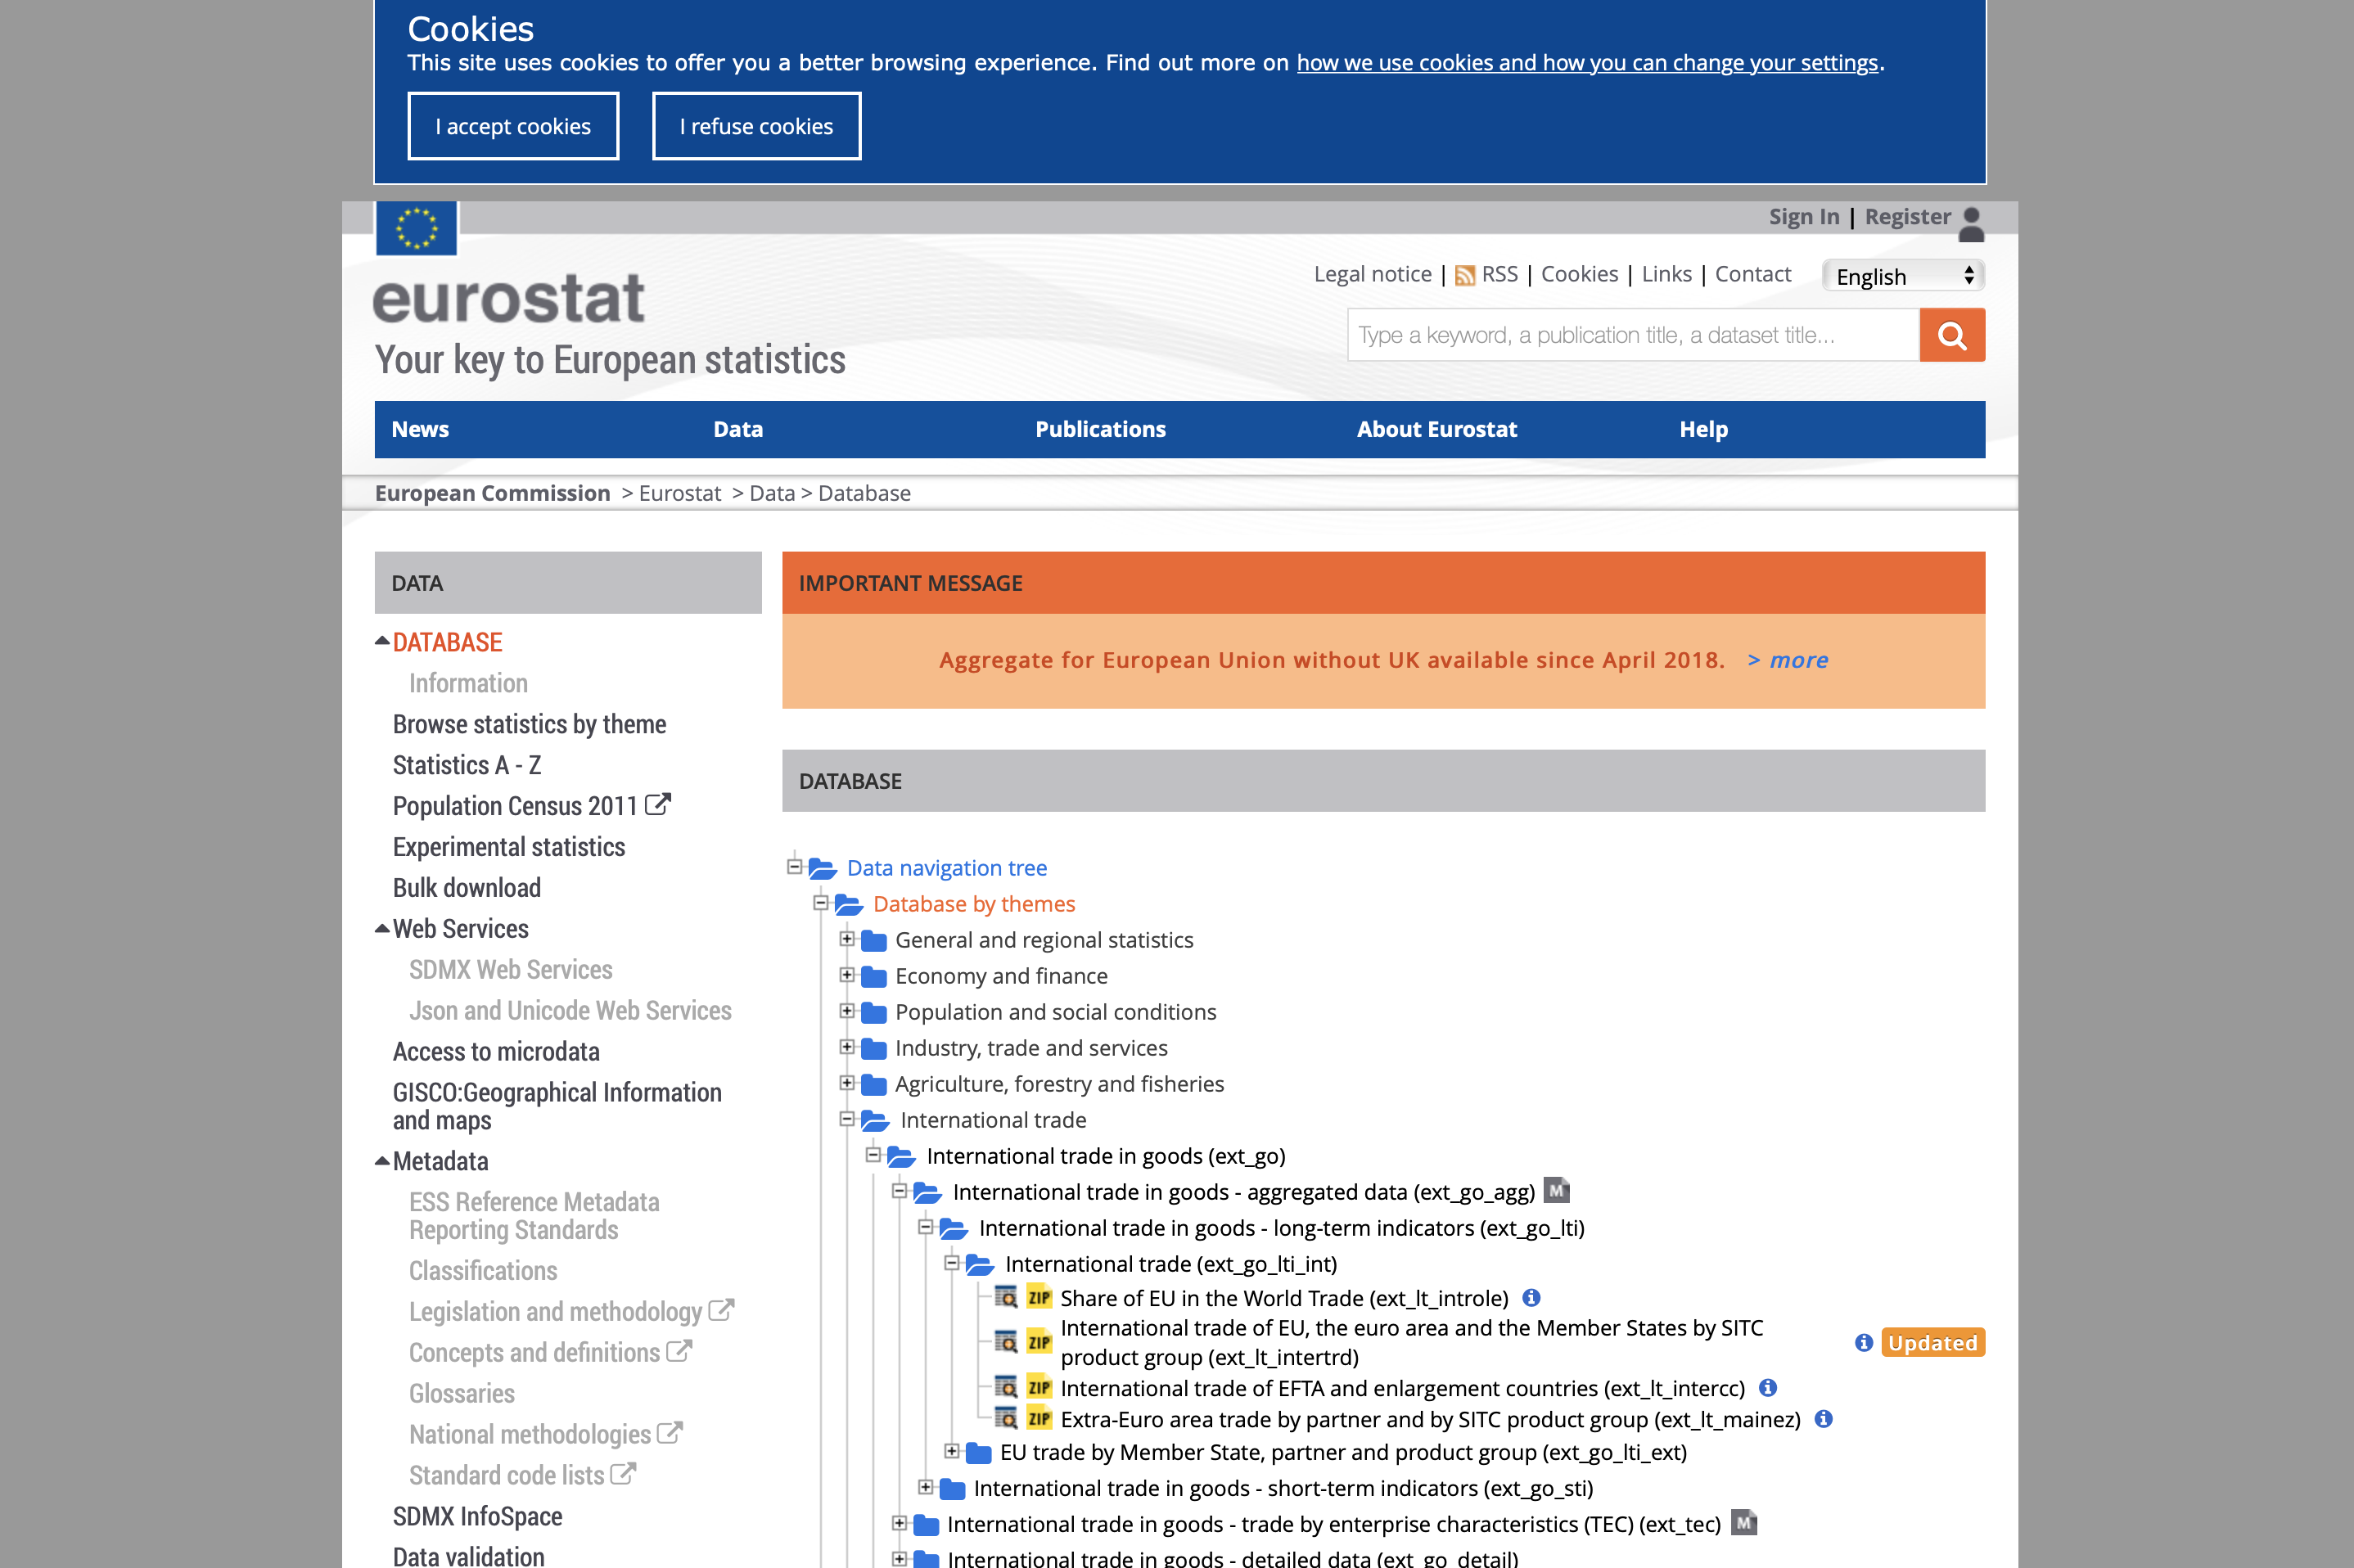 Cookies
This site uses cookies to offer you a better browsing experience. Find out more on how we use cookies and how you can change your settings.
I accept cookies
I refuse cookies
Sign In | Register
eurostat
Your key to European statistics
Legal notice | RSS | Cookies | Links | Contact
English
Type a keyword, a publication title, a dataset title...
News
Data
Publications
About Eurostat
Help
European Commission > Eurostat > Data > Database
DATA
DATABASE
Information
Browse statistics by theme
Statistics A - Z
Population Census 2011
Experimental statistics
Bulk download
Web Services
SDMX Web Services
Json and Unicode Web Services
Access to microdata
GISCO:Geographical Information
and maps
Metadata
ESS Reference Metadata
Reporting Standards
Classifications
Legislation and methodology
Concepts and definitions
Glossaries
National methodologies
Standard code lists
SDMX InfoSpace
Data validation
IMPORTANT MESSAGE
Aggregate for European Union without UK available since April 2018. > more
DATABASE
Data navigation tree
Database by themes
General and regional statistics
Economy and finance
Population and social conditions
Industry, trade and services
Agriculture, forestry and fisheries
International trade
International trade in goods (ext_go)
International trade in goods - aggregated data (ext_go_agg) M
International trade in goods - long-term indicators (ext_go_lti)
International trade (ext_go_lti_int)
ZIP Share of EU in the World Trade (ext_lt_introle)
ZIP International trade of EU, the euro area and the Member States by SITC
product group (ext_lt_intertrd)
Updated
ZIP International trade of EFTA and enlargement countries (ext_lt_intercc)
ZIP Extra-Euro area trade by partner and by SITC product group (ext_lt_mainez)
EU trade by Member State, partner and product group (ext_go_lti_ext)
International trade in goods - short-term indicators (ext_go_sti)
International trade in goods - trade by enterprise characteristics (TEC) (ext_tec) M
International trade in goods - detailed data (ext_go_detail)